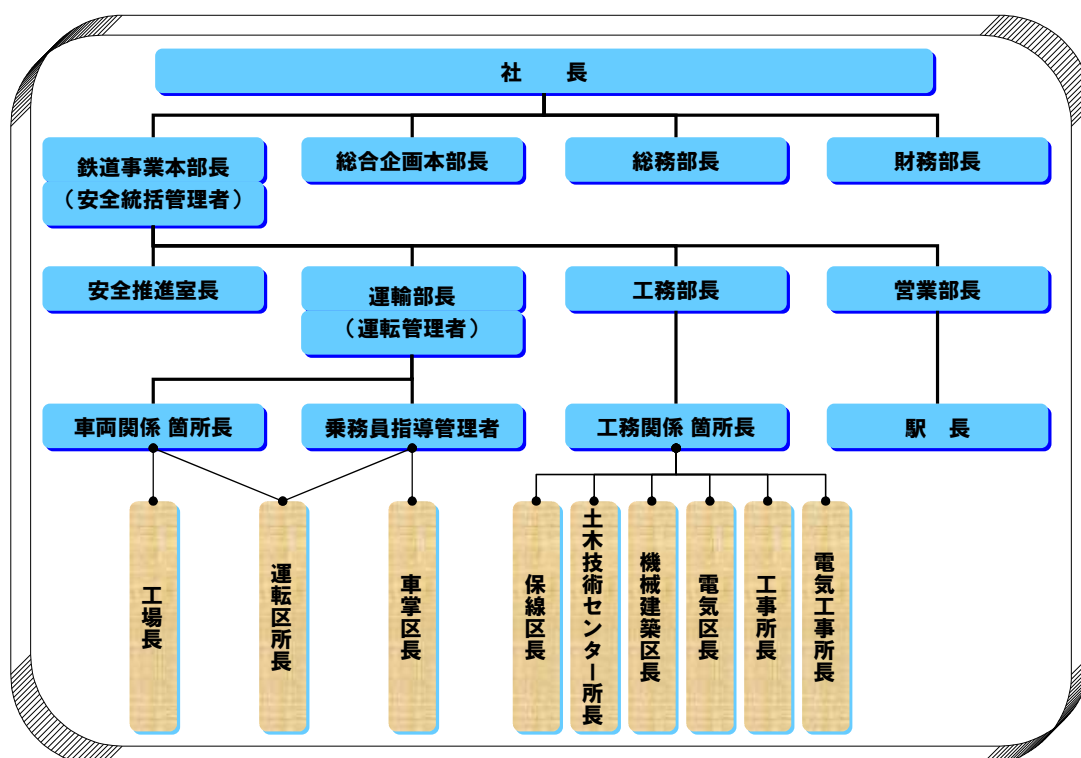 社　　長
鉄道事業本部長
（安全統括管理者）
総合企画本部長
総務部長
財務部長
安全推進室長
運輸部長
（運転管理者）
工務部長
営業部長
車両関係 箇所長
乗務員指導管理者
工務関係 箇所長
駅　長
工場長
運転区所長
車掌区長
保線区長
土木技術センター所長
機械建築区長
電気区長
工事所長
電気工事所長